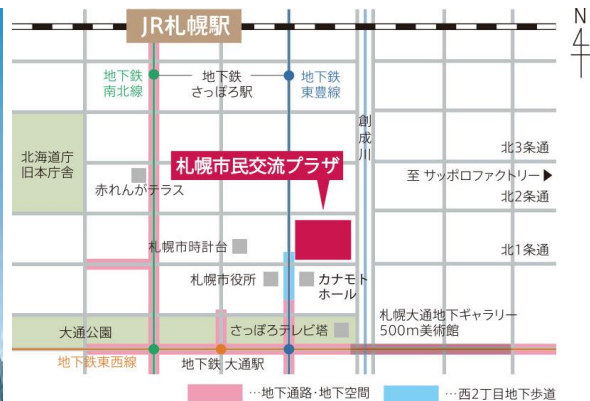 JR札幌駅
N
4
地下鉄
南北線
地下鉄
さっぽろ駅
地下鉄
東豊線
創成川
北3条通
北海道庁
旧本庁舎
札幌市民交流プラザ
至 サッポロファクトリー▶
赤れんがテラス
北2条通
札幌市時計台
北1条通
札幌市役所
カナモト
ホール
札幌大通地下ギャラリー
500m美術館
大通公園
さっぽろテレビ塔
地下鉄東西線
地下鉄 大通駅
…地下通路・地下空間
…西2丁目地下歩道